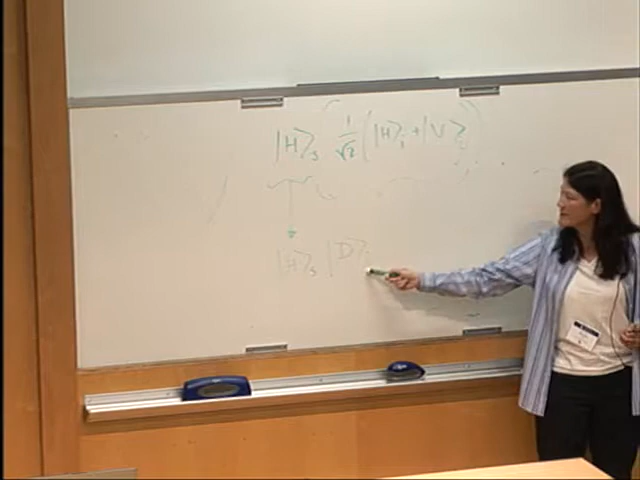 |H⟩ₛ 1/√2 (|H⟩ᵢ + |V⟩ᵢ)
|H⟩ₛ |D⟩ᵢ